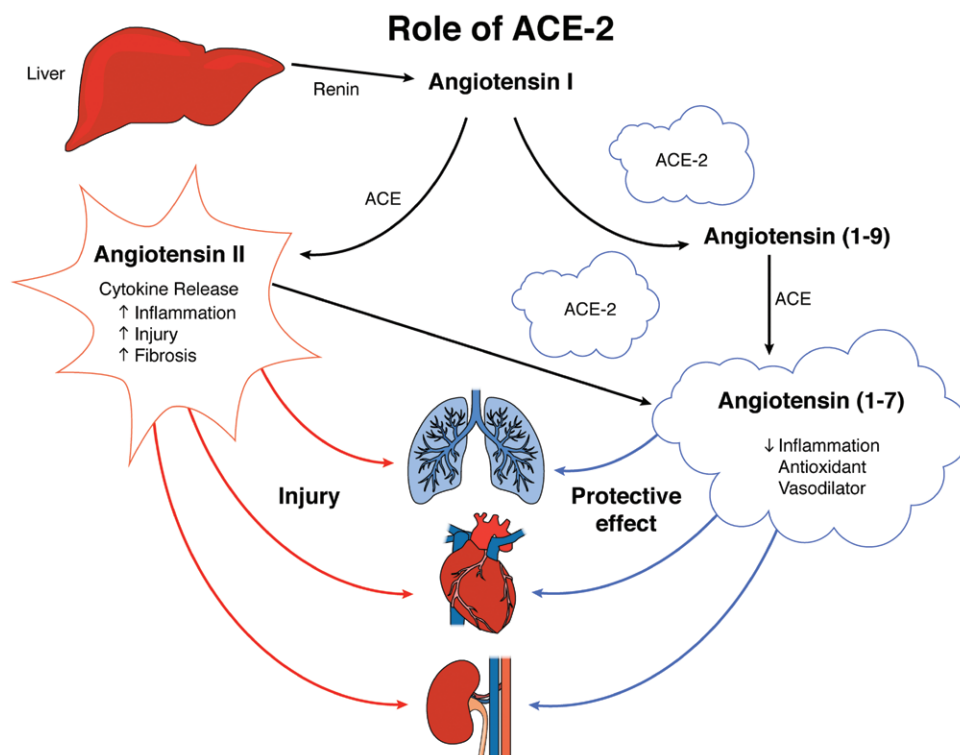 Role of ACE-2
Liver
Renin
Angiotensin I
ACE-2
ACE
Angiotensin (1-9)
Angiotensin II
Cytokine Release
↑ Inflammation
↑ Injury
↑ Fibrosis
ACE-2
ACE
Angiotensin (1-7)
↓ Inflammation
Antioxidant
Vasodilator
Injury
Protective
effect